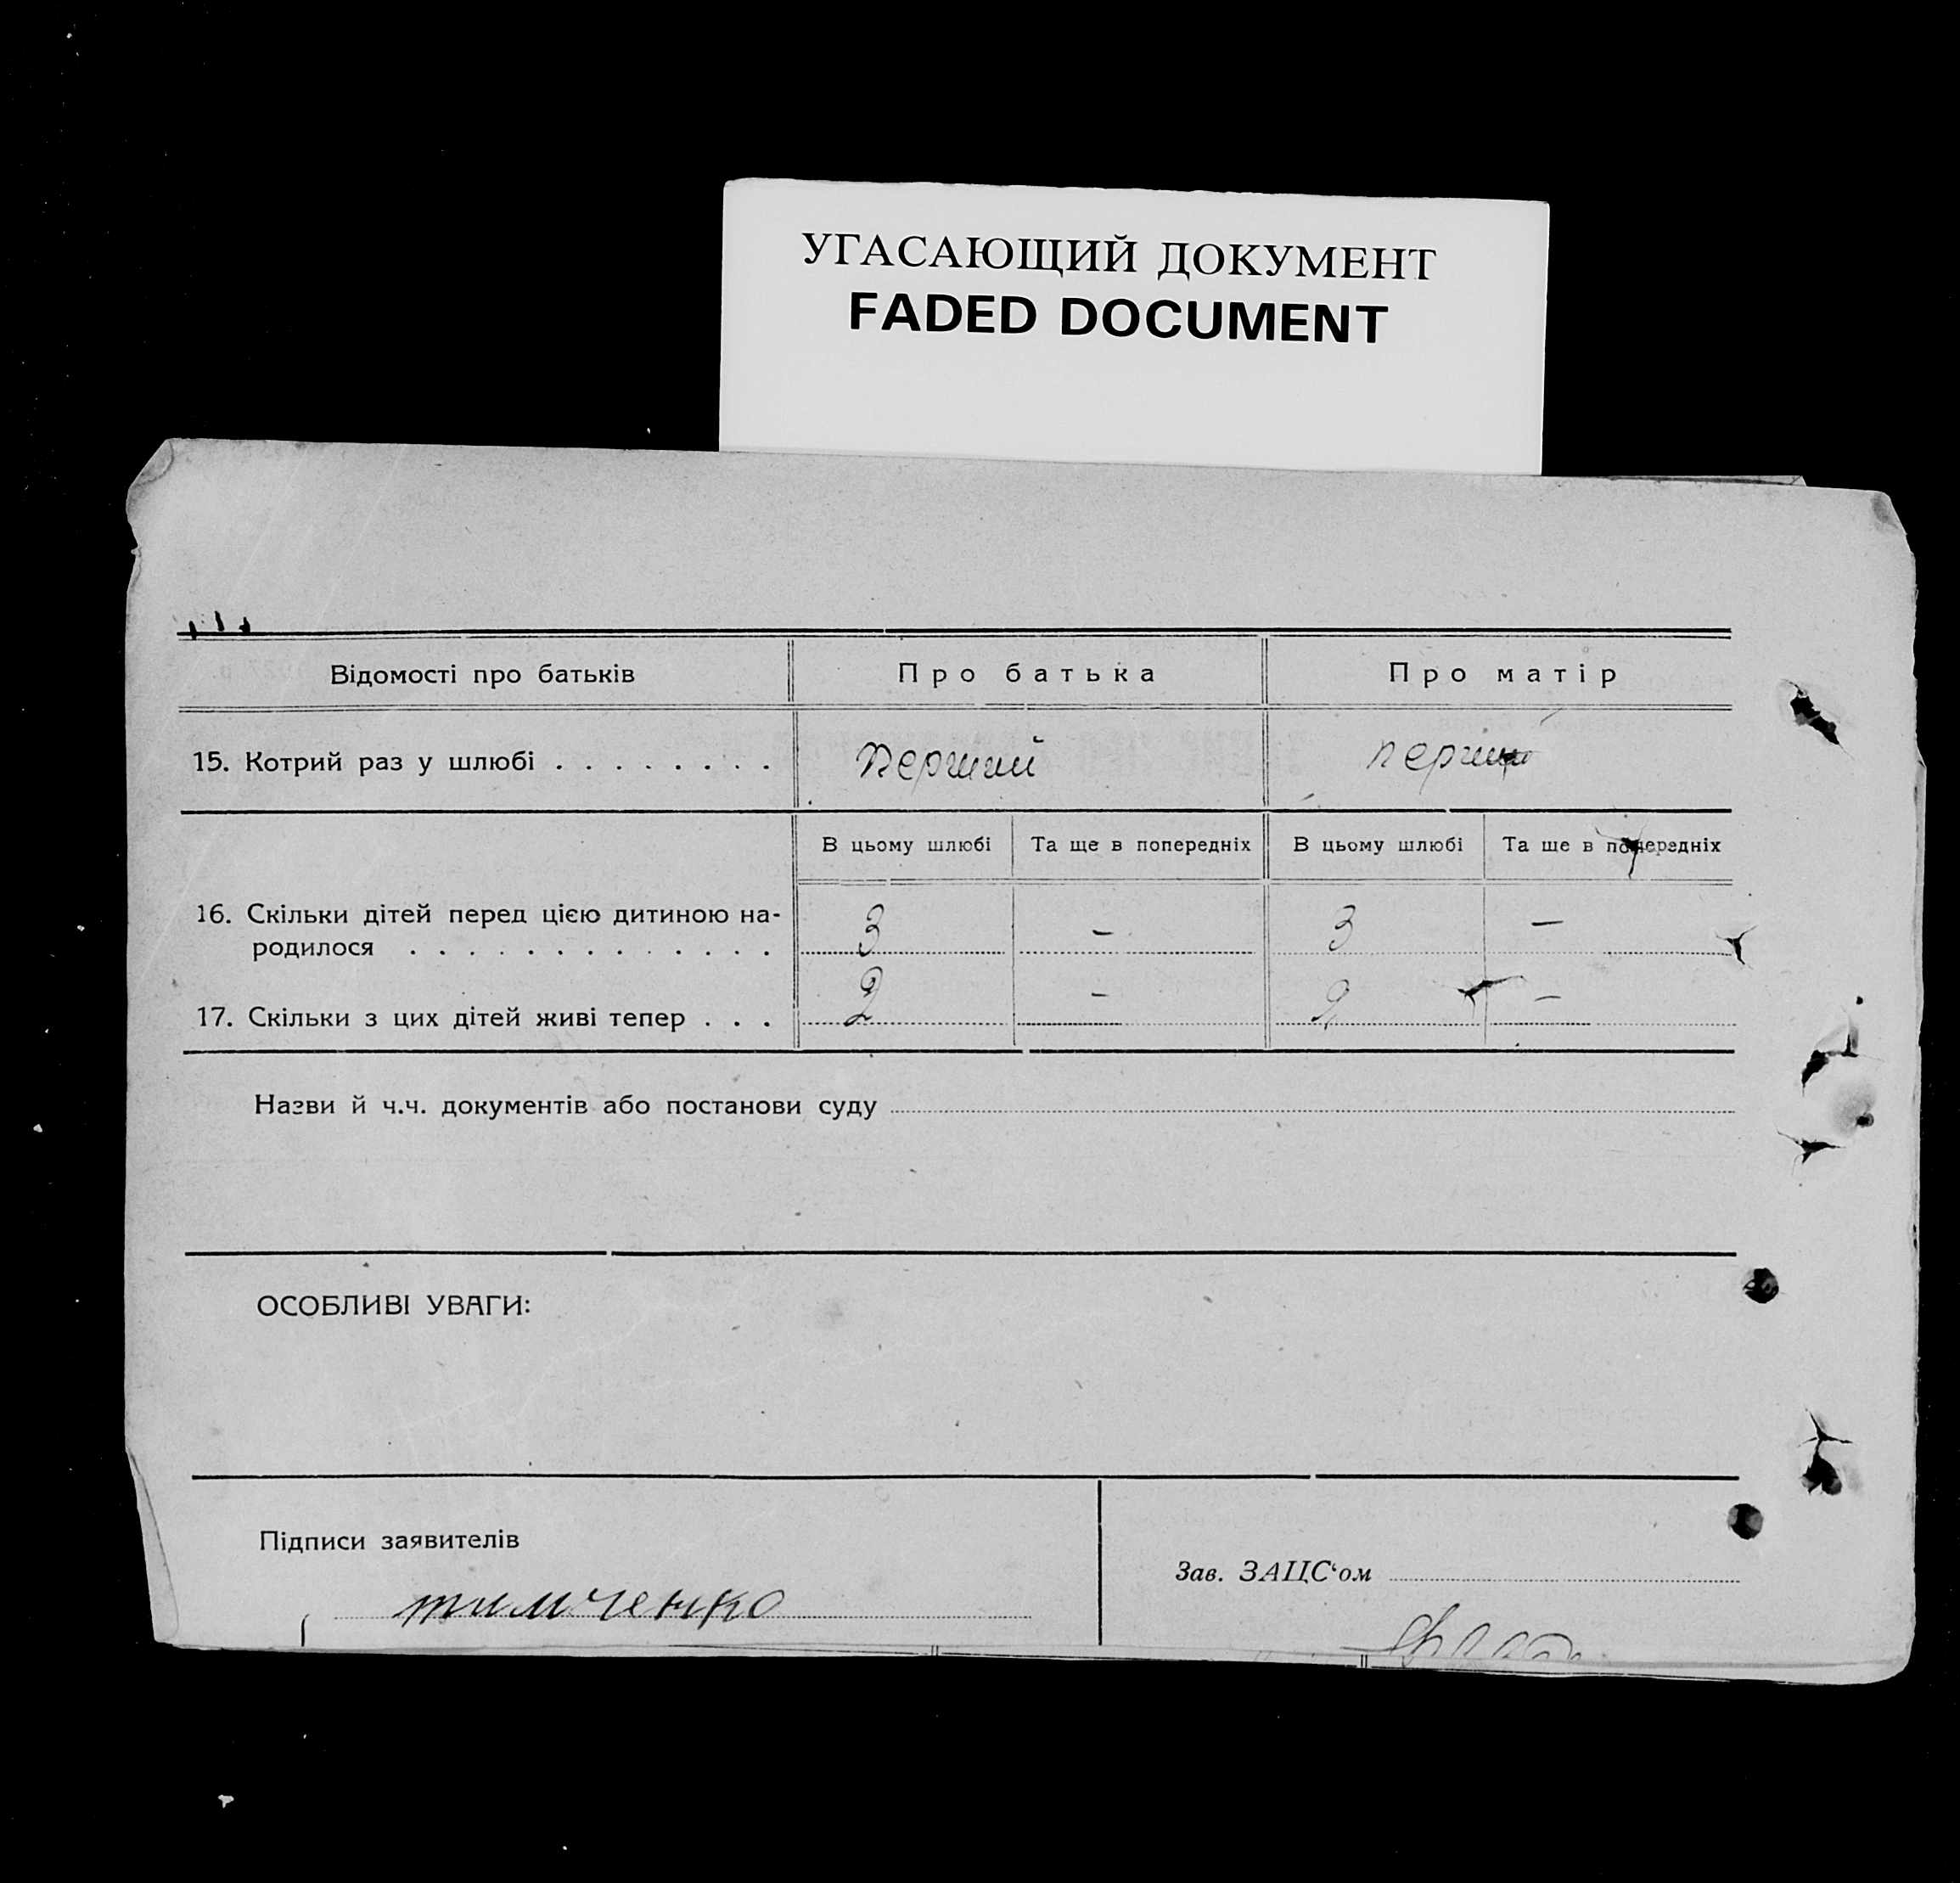 УГАСАЮЩИЙ ДОКУМЕНТ
FADED DOCUMENT
Відомості про батьків Про батька Про матір
15. Котрий раз у шлюбі . . . . . . . . Перший перший
В цьому шлюбі Та ще в попередніх В цьому шлюбі Та ще в попередніх
16. Скільки дітей перед цією дитиною на-
родилося . . . . . . . . . . . . . 3 – 3 –
17. Скільки з цих дітей живі тепер . . . 2 – 2 –
Назви й ч.ч. документів або постанови суду
ОСОБЛИВІ УВАГИ:
Підписи заявителів
Зав. ЗАЦС‘ом
тимченко